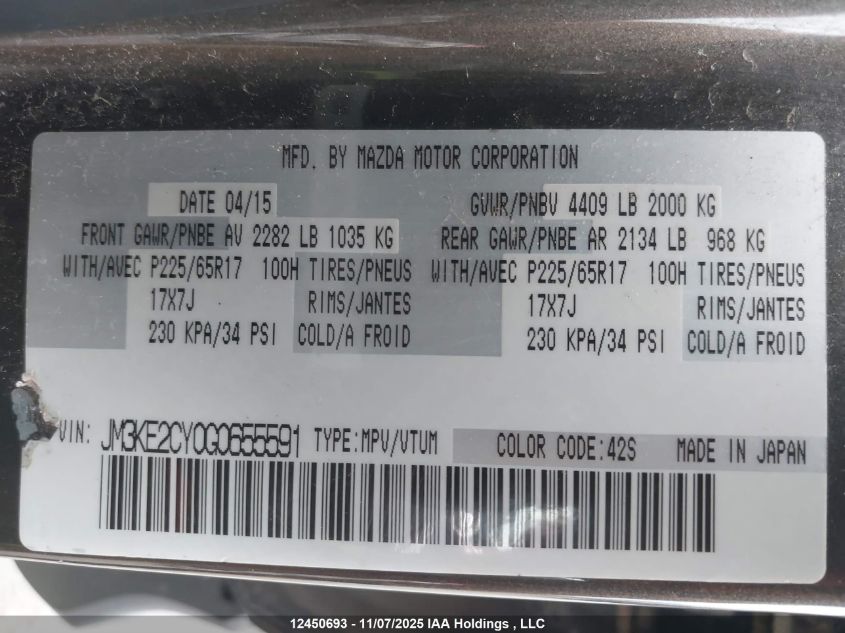 MFD. BY MAZDA MOTOR CORPORATION
DATE 04/15 GVWR/PNBV 4409 LB 2000 KG
FRONT GAWR/PNBE AV 2282 LB 1035 KG REAR GAWR/PNBE AR 2134 LB 968 KG
WITH/AVEC P225/65R17 100H TIRES/PNEUS WITH/AVEC P225/65R17 100H TIRES/PNEUS
17X7J RIMS/JANTES 17X7J RIMS/JANTES
230 KPA/34 PSI COLD/A FROID 230 KPA/34 PSI COLD/A FROID
VIN: JM3KE2CY0G0655591 TYPE:MPV/VTUM COLOR CODE:42S MADE IN JAPAN
12450693 - 11/07/2025 IAA Holdings , LLC